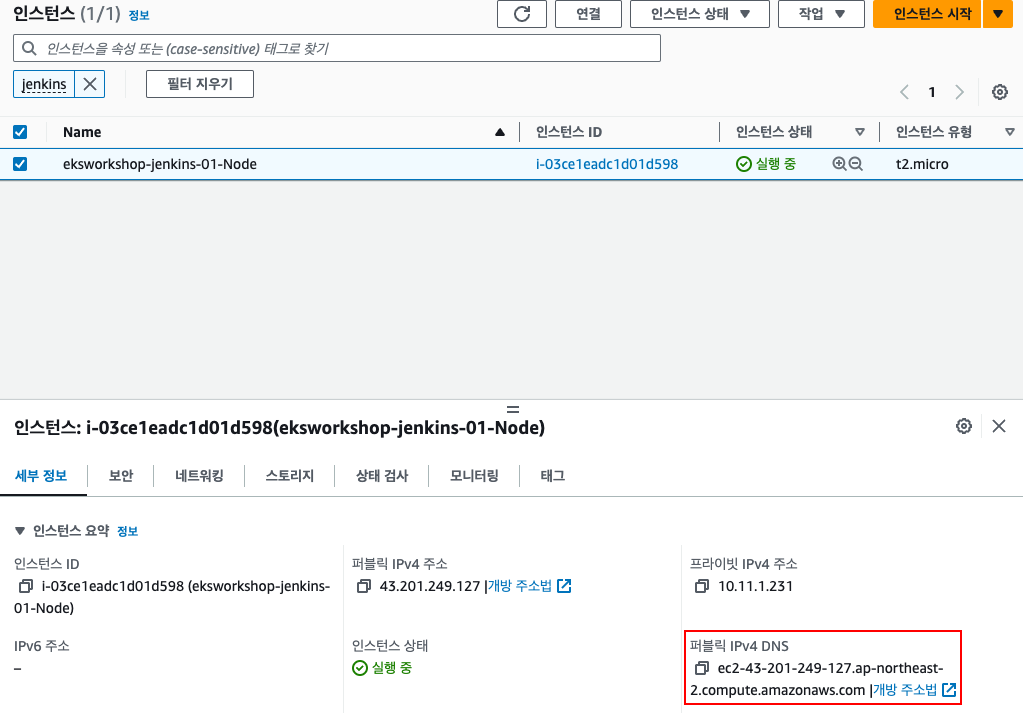 인스턴스 (1/1) 정보
연결 인스턴스 상태 작업 인스턴스 시작
인스턴스을 속성 또는 (case-sensitive) 태그로 찾기
jenkins 필터 지우기
1
Name 인스턴스 ID 인스턴스 상태 인스턴스 유형
eksworkshop-jenkins-01-Node i-03ce1eadc1d01d598 실행 중 t2.micro
인스턴스: i-03ce1eadc1d01d598(eksworkshop-jenkins-01-Node)
세부 정보 보안 네트워킹 스토리지 상태 검사 모니터링 태그
인스턴스 요약 정보
인스턴스 ID
i-03ce1eadc1d01d598 (eksworkshop-jenkins-
01-Node)
퍼블릭 IPv4 주소
43.201.249.127 |개방 주소법
프라이빗 IPv4 주소
10.11.1.231
IPv6 주소
–
인스턴스 상태
실행 중
퍼블릭 IPv4 DNS
ec2-43-201-249-127.ap-northeast-
2.compute.amazonaws.com |개방 주소법